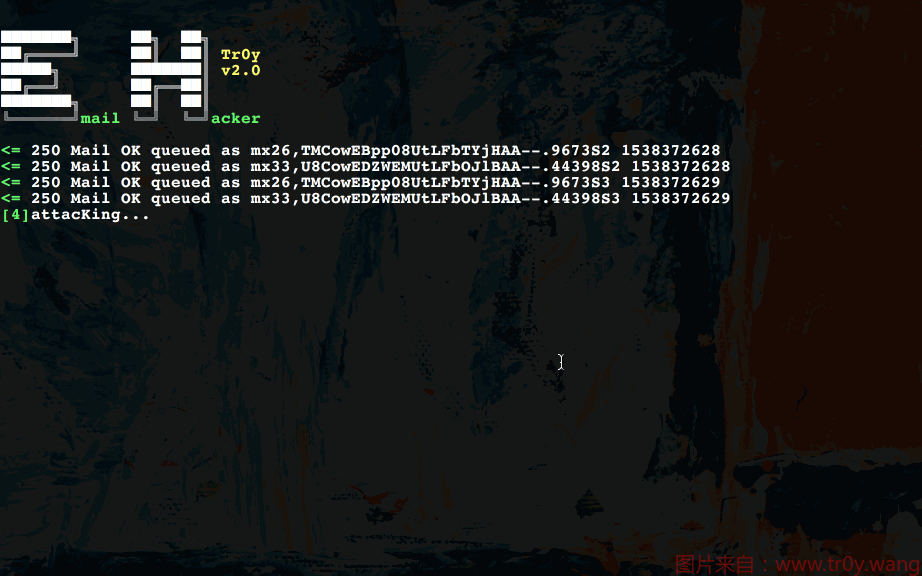 EH
Tr0y
v2.0
mail acker
<= 250 Mail OK queued as mx26,TMCowEBpp08UtLFbTYjHAA--.9673S2 1538372628
<= 250 Mail OK queued as mx33,U8CowEDZWEMUtLFbOJlBAA--.44398S2 1538372628
<= 250 Mail OK queued as mx26,TMCowEBpp08UtLFbTYjHAA--.9673S3 1538372629
<= 250 Mail OK queued as mx33,U8CowEDZWEMUtLFbOJlBAA--.44398S3 1538372629
[4]attacKing...
图片来自：www.tr0y.wang